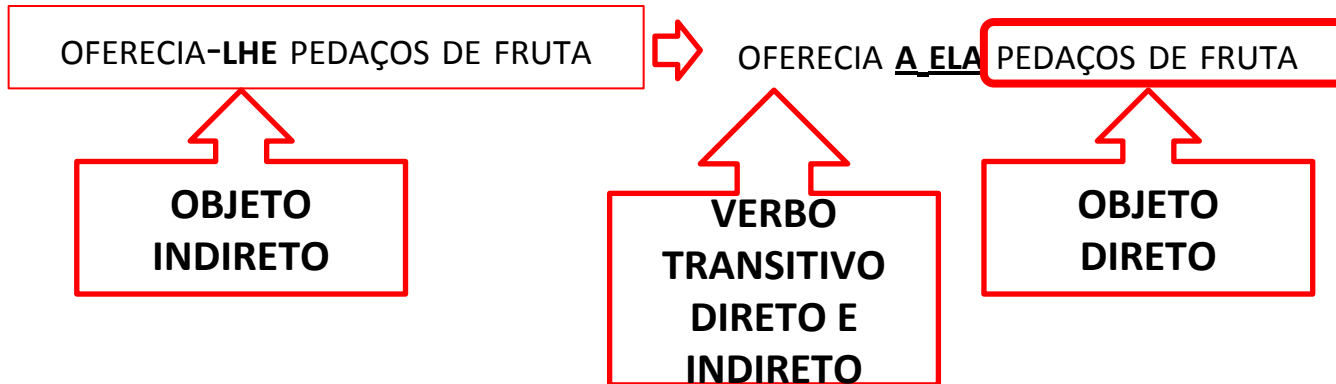 OFERECIA-LHE PEDAÇOS DE FRUTA
OFERECIA A ELA PEDAÇOS DE FRUTA
OBJETO
INDIRETO
VERBO
TRANSITIVO
DIRETO E
INDIRETO
OBJETO
DIRETO